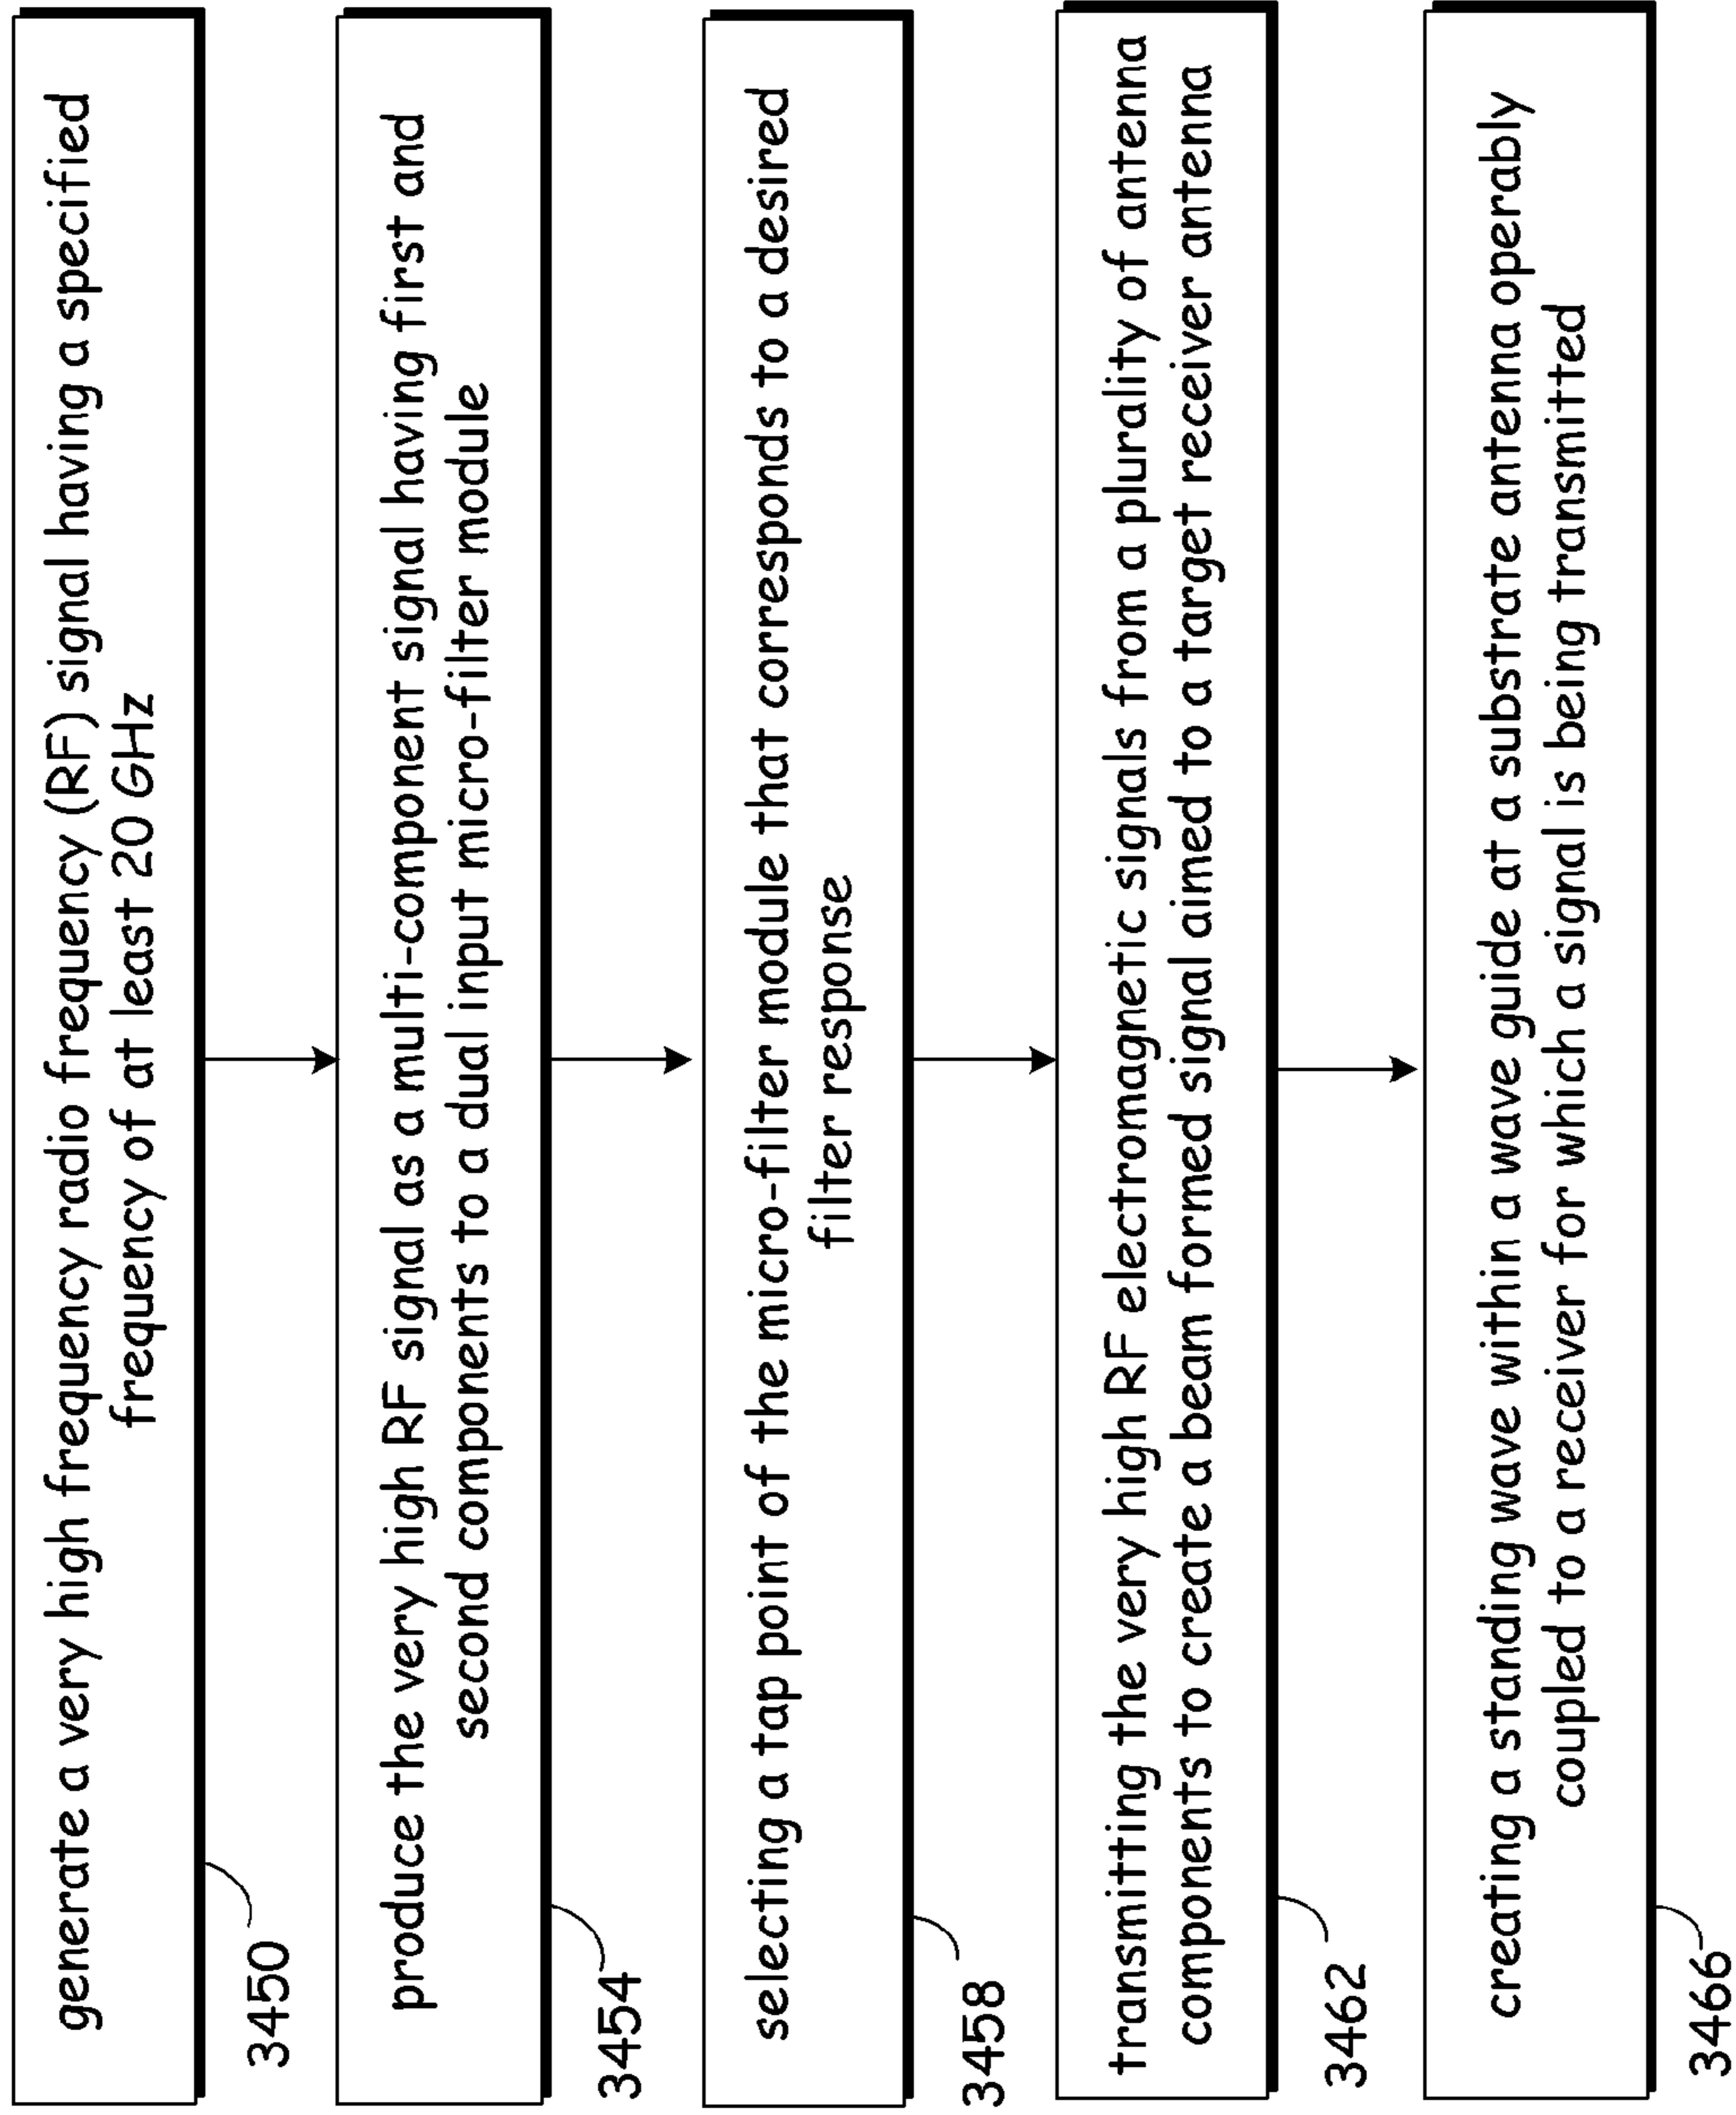 generate a very high frequency radio frequency (RF) signal having a specified
frequency of at least 20 GHz
3450
produce the very high RF signal as a multi-component signal having first and
second components to a dual input micro-filter module
3454
selecting a tap point of the micro-filter module that corresponds to a desired
filter response
3458
transmitting the very high RF electromagnetic signals from a plurality of antenna
components to create a beam formed signal aimed to a target receiver antenna
3462
creating a standing wave within a wave guide at a substrate antenna operably
coupled to a receiver for which a signal is being transmitted
3466